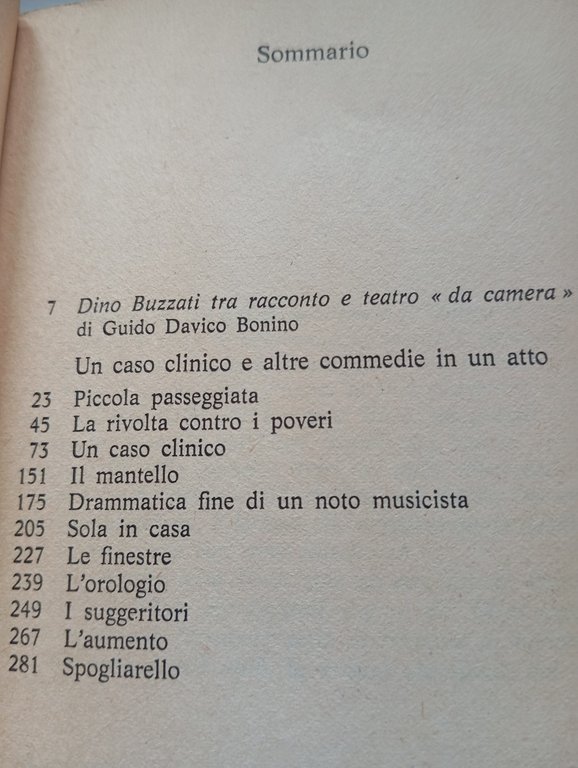 Sommario
7 Dino Buzzati tra racconto e teatro « da camera »
di Guido Davico Bonino
Un caso clinico e altre commedie in un atto
23 Piccola passeggiata
45 La rivolta contro i poveri
73 Un caso clinico
151 Il mantello
175 Drammatica fine di un noto musicista
205 Sola in casa
227 Le finestre
239 L'orologio
249 I suggeritori
267 L'aumento
281 Spogliarello